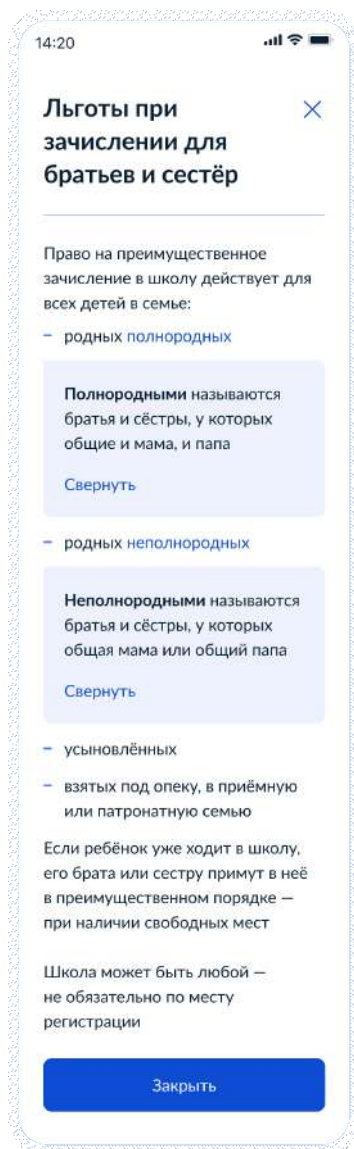 14:20
Льготы при
зачислении для
братьев и сестёр
Право на преимущественное
зачисление в школу действует для
всех детей в семье:
– родных полнородных
Полнородными называются
братья и сёстры, у которых
общие и мама, и папа
Свернуть
– родных неполнородных
Неполнородными называются
братья и сёстры, у которых
общая мама или общий папа
Свернуть
– усыновлённых
– взятых под опеку, в приёмную
или патронатную семью
Если ребёнок уже ходит в школу,
его брата или сестру примут в неё
в преимущественном порядке —
при наличии свободных мест
Школа может быть любой —
не обязательно по месту
регистрации
Закрыть